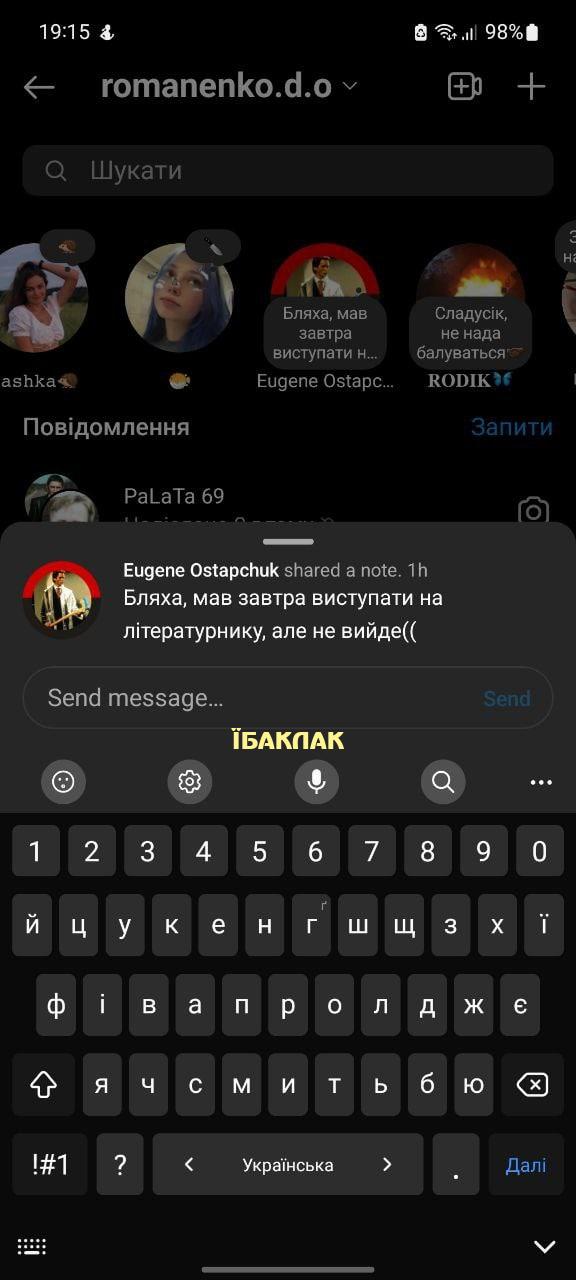 19:15
98%
romanenko.d.o
Шукати
Бляха, мав
завтра
виступати н...
Сладусік,
не нада
балуваться
ashka
Eugene Ostapc...
RODIK
Повідомлення
Запити
PaLaTa 69
Eugene Ostapchuk shared a note. 1h
Бляха, мав завтра виступати на
літературнику, але не вийде((
Send message...
Send
ЇБАКЛАК
1 2 3 4 5 6 7 8 9 0
й ц у к е н г ґ ш щ з х ї
ф і в а п р о л д ж є
я ч с м и т ь б ю
!#1 ? < Українська > . Далі